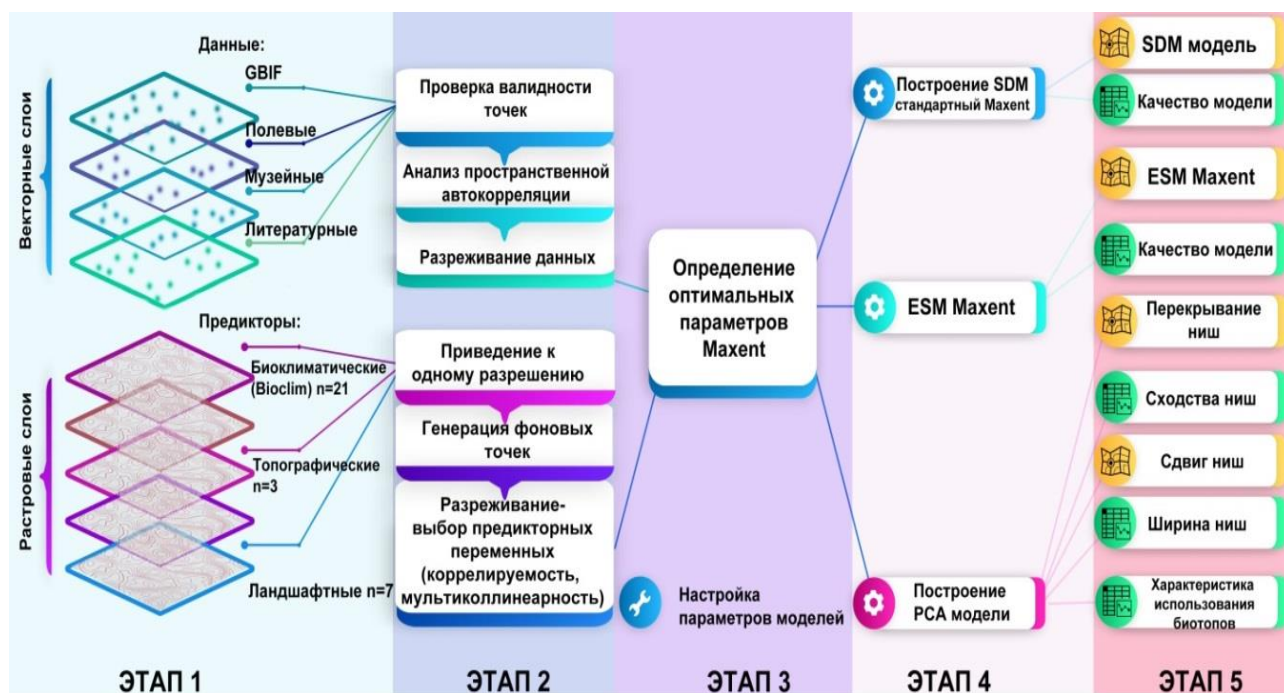 Данные:
GBIF
Полевые
Музейные
Литературные
Векторные слои
Предикторы:
Биоклиматические
(Bioclim) n=21
Топографические
n=3
Ландшафтные n=7
Растровые слои
ЭТАП 1
Проверка валидности
точек
Анализ пространственной
автокорреляции
Разреживание данных
Приведение к
одному разрешению
Генерация фоновых
точек
Разреживание-
выбор предикторных
переменных
(коррелируемость,
мультиколлинеарность)
ЭТАП 2
Определение
оптимальных
параметров
Maxent
Настройка
параметров моделей
ЭТАП 3
Построение SDM
стандартный Maxent
ESM Maxent
Построение
PCA модели
ЭТАП 4
SDM модель
Качество модели
ESM Maxent
Качество модели
Перекрывание
ниш
Сходства ниш
Сдвиг ниш
Ширина ниш
Характеристика
использования
биотопов
ЭТАП 5